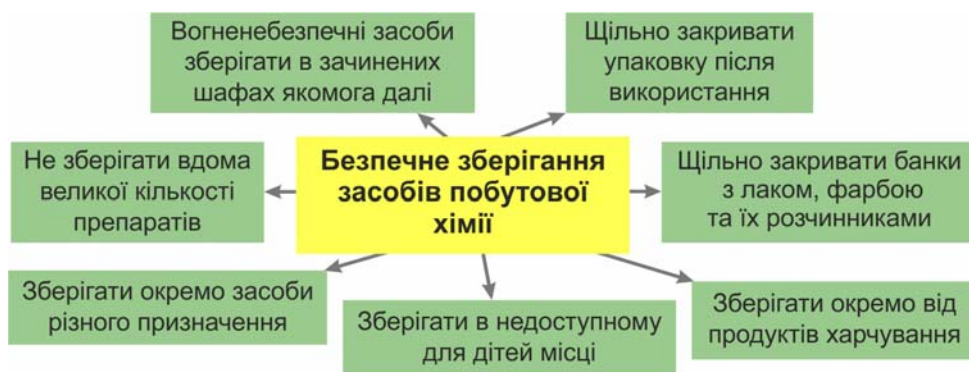 Вогненебезпечні засоби
зберігати в зачинених
шафах якомога далі
Щільно закривати
упаковку після
використання
Не зберігати вдома
великої кількості
препаратів
Безпечне зберігання
засобів побутової
хімії
Щільно закривати банки
з лаком, фарбою
та їх розчинниками
Зберігати окремо засоби
різного призначення
Зберігати в недоступному
для дітей місці
Зберігати окремо від
продуктів харчування